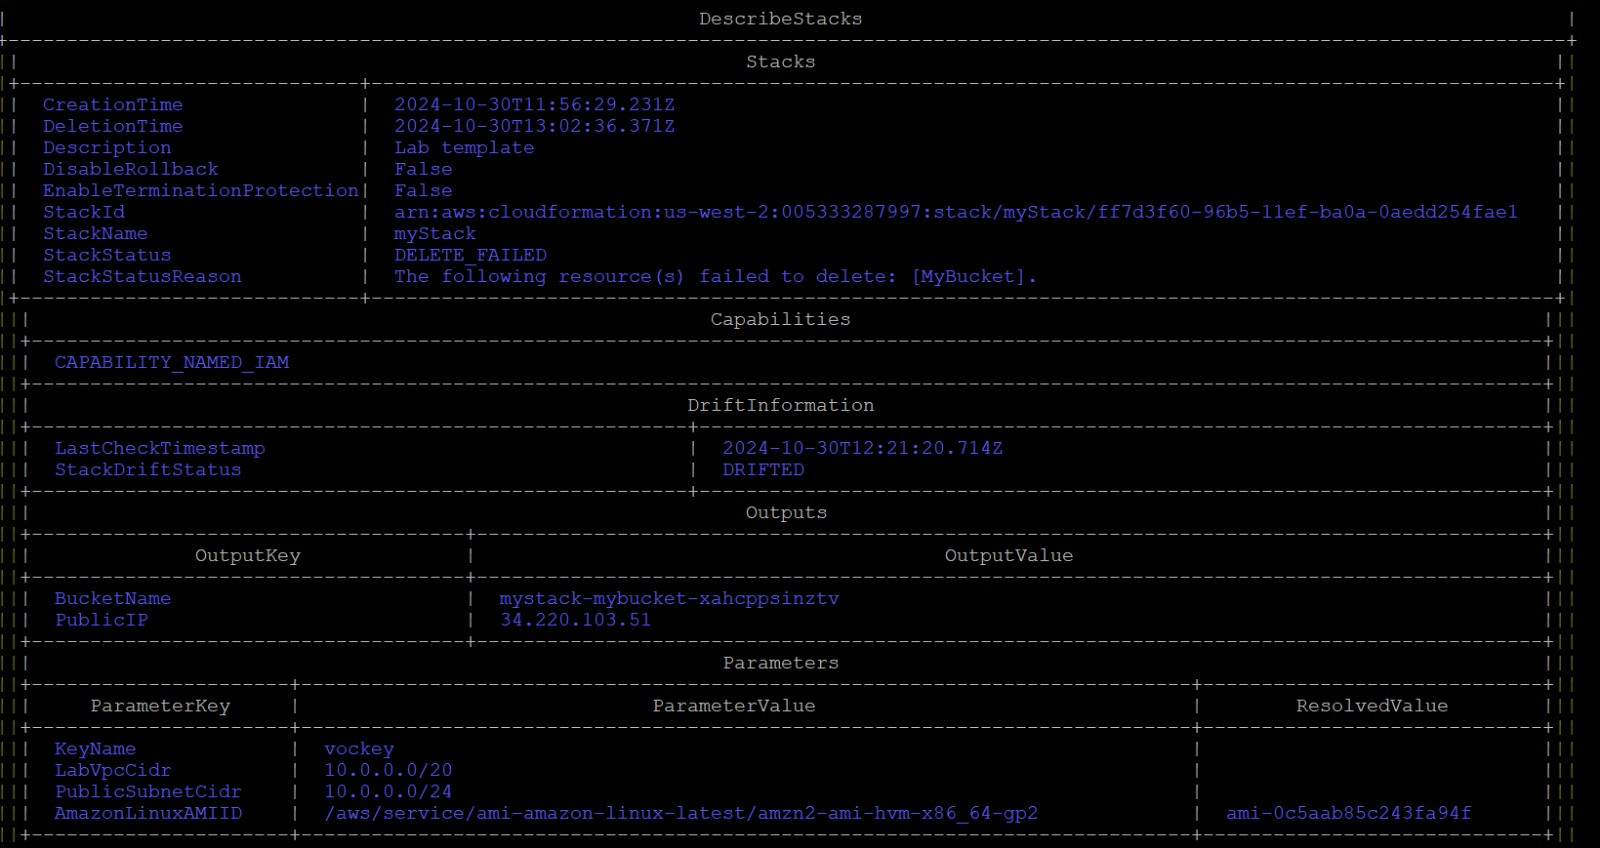 DescribeStacks
Stacks
CreationTime | 2024-10-30T11:56:29.231Z
DeletionTime | 2024-10-30T13:02:36.371Z
Description | Lab template
DisableRollback | False
EnableTerminationProtection| False
StackId | arn:aws:cloudformation:us-west-2:005333287997:stack/myStack/ff7d3f60-96b5-11ef-ba0a-0aedd254fae1
StackName | myStack
StackStatus | DELETE_FAILED
StackStatusReason | The following resource(s) failed to delete: [MyBucket].
Capabilities
CAPABILITY_NAMED_IAM
DriftInformation
LastCheckTimestamp | 2024-10-30T12:21:20.714Z
StackDriftStatus | DRIFTED
Outputs
OutputKey | OutputValue
BucketName | mystack-mybucket-xahcppsinztv
PublicIP | 34.220.103.51
Parameters
ParameterKey | ParameterValue | ResolvedValue
KeyName | vockey |
LabVpcCidr | 10.0.0.0/20 |
PublicSubnetCidr | 10.0.0.0/24 |
AmazonLinuxAMIID | /aws/service/ami-amazon-linux-latest/amzn2-ami-hvm-x86_64-gp2 | ami-0c5aab85c243fa94f